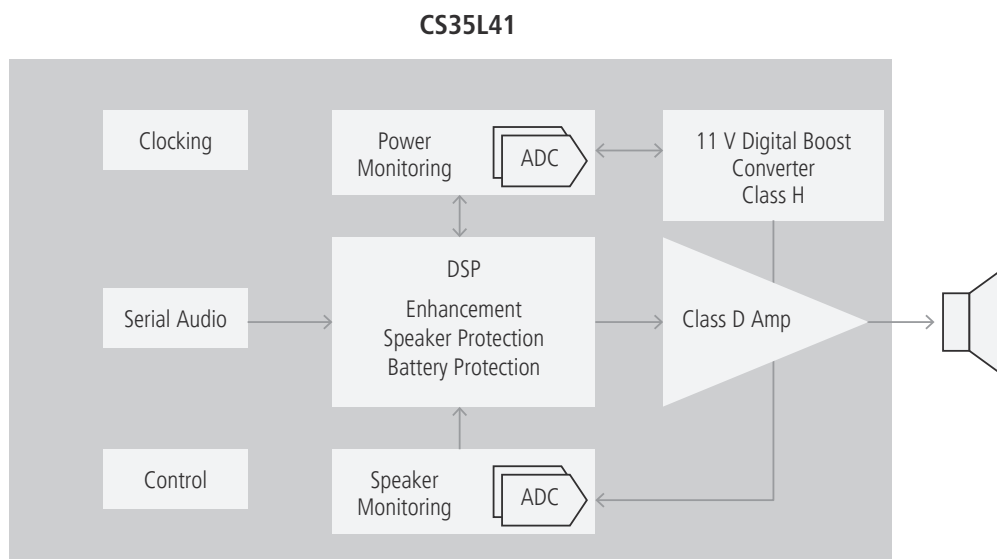 CS35L41
Clocking
Power
Monitoring
ADC
11 V Digital Boost
Converter
Class H
Serial Audio
DSP
Enhancement
Speaker Protection
Battery Protection
Class D Amp
Control
Speaker
Monitoring
ADC